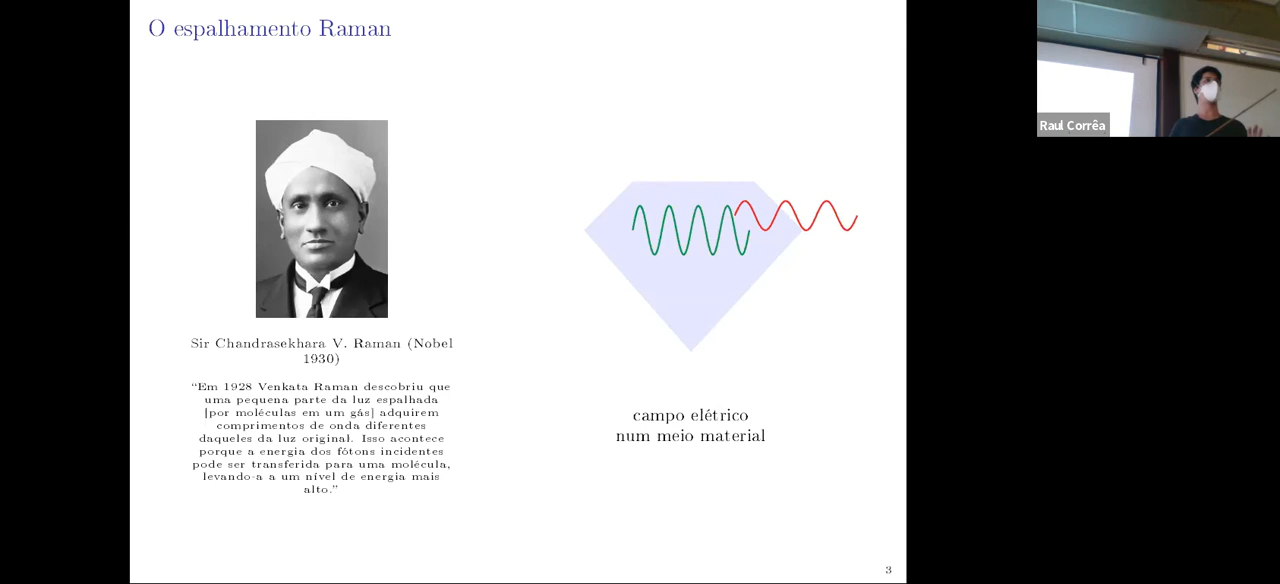 O espalhamento Raman
Sir Chandrasekhara V. Raman (Nobel
1930)
“Em 1928 Venkata Raman descobriu que
uma pequena parte da luz espalhada
[por moléculas em um gás] adquirem
comprimentos de onda diferentes
daqueles da luz original. Isso acontece
porque a energia dos fótons incidentes
pode ser transferida para uma molécula,
levando-a a um nível de energia mais
alto.”
campo elétrico
num meio material
3
Raul Corrêa